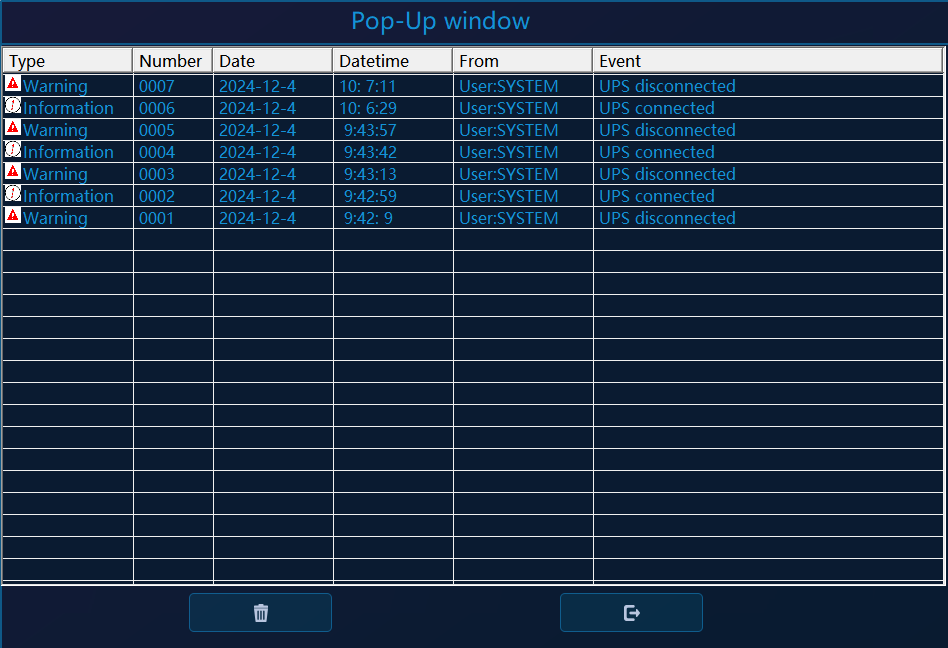 Pop-Up window
Type Number Date Datetime From Event
Warning 0007 2024-12-4 10: 7:11 User:SYSTEM UPS disconnected
Information 0006 2024-12-4 10: 6:29 User:SYSTEM UPS connected
Warning 0005 2024-12-4 9:43:57 User:SYSTEM UPS disconnected
Information 0004 2024-12-4 9:43:42 User:SYSTEM UPS connected
Warning 0003 2024-12-4 9:43:13 User:SYSTEM UPS disconnected
Information 0002 2024-12-4 9:42:59 User:SYSTEM UPS connected
Warning 0001 2024-12-4 9:42: 9 User:SYSTEM UPS disconnected